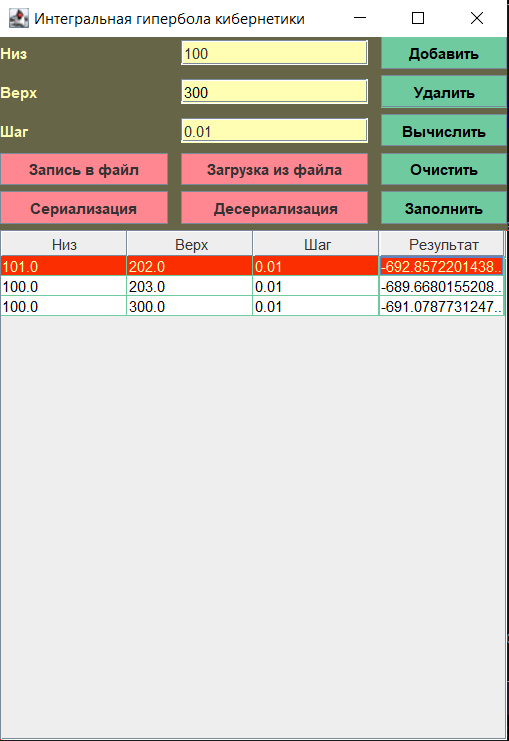 Интегральная гипербола кибернетики
Низ 100 Добавить
Верх 300 Удалить
Шаг 0.01 Вычислить
Запись в файл Загрузка из файла Очистить
Сериализация Десериализация Заполнить
Низ Верх Шаг Результат
101.0 202.0 0.01 -692.8572201438...
100.0 203.0 0.01 -689.6680155208...
100.0 300.0 0.01 -691.0787731247...